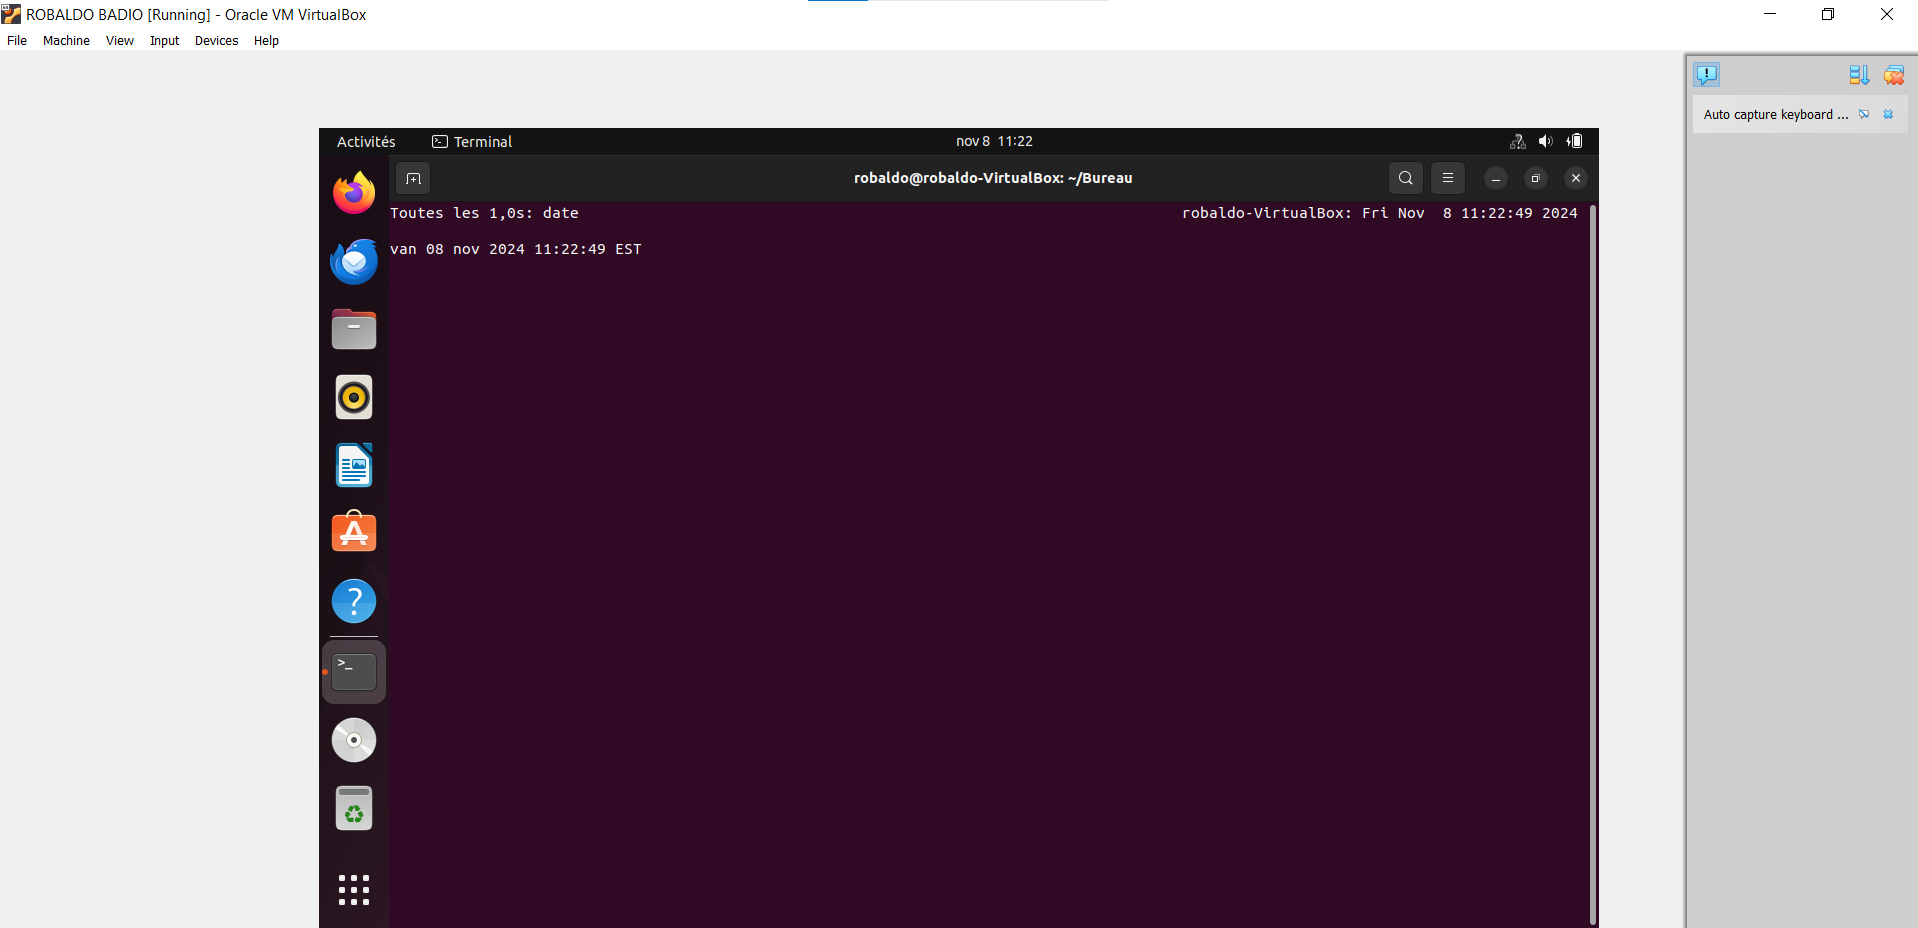 ROBALDO BADIO [Running] - Oracle VM VirtualBox
File Machine View Input Devices Help
Auto capture keyboard ...
Activités Terminal nov 8 11:22
robaldo@robaldo-VirtualBox: ~/Bureau
Toutes les 1,0s: date robaldo-VirtualBox: Fri Nov  8 11:22:49 2024
van 08 nov 2024 11:22:49 EST